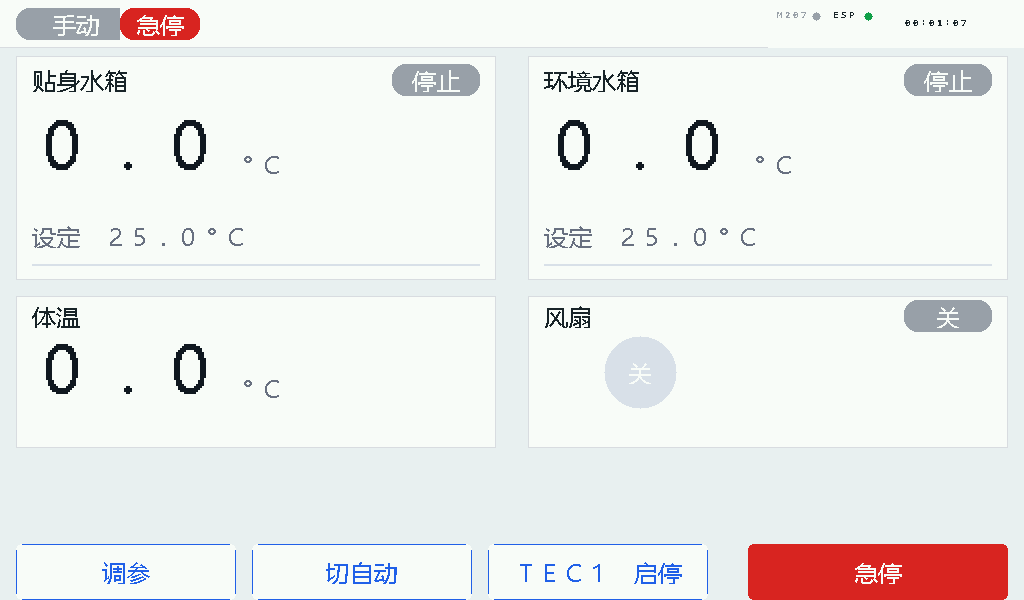 手动 急停 M207 ESP 00:01:07
贴身水箱 停止 环境水箱 停止
0.0 °C 0.0 °C
设定 25.0°C 设定 25.0°C
体温 风扇 关
0.0 °C 关
调参 切自动 TEC1 启停 急停